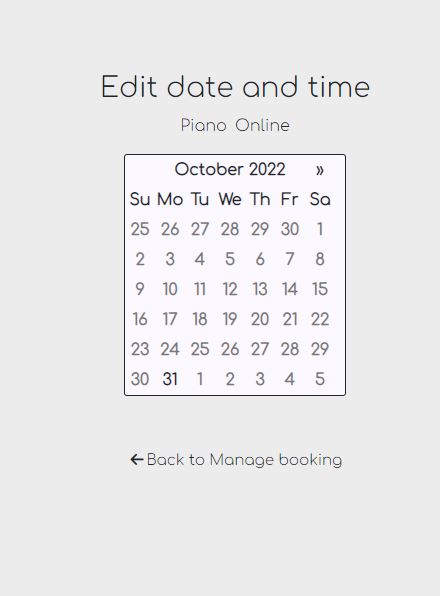 Edit date and time
Piano Online
October 2022 »
Su Mo Tu We Th Fr Sa
25 26 27 28 29 30 1
2 3 4 5 6 7 8
9 10 11 12 13 14 15
16 17 18 19 20 21 22
23 24 25 26 27 28 29
30 31 1 2 3 4 5
←Back to Manage booking